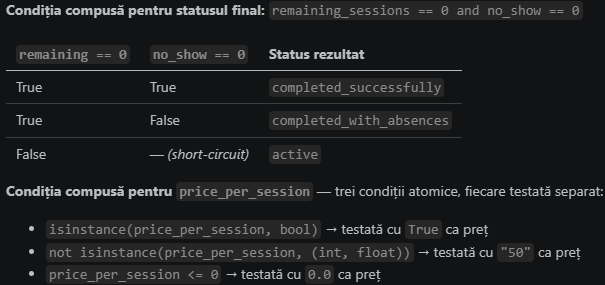 Condiția compusă pentru statusul final: remaining_sessions == 0 and no_show == 0
remaining == 0 no_show == 0 Status rezultat
True True completed_successfully
True False completed_with_absences
False — (short-circuit) active
Condiția compusă pentru price_per_session — trei condiții atomice, fiecare testată separat:
• isinstance(price_per_session, bool) → testată cu True ca preț
• not isinstance(price_per_session, (int, float)) → testată cu "50" ca preț
• price_per_session <= 0 → testată cu 0.0 ca preț